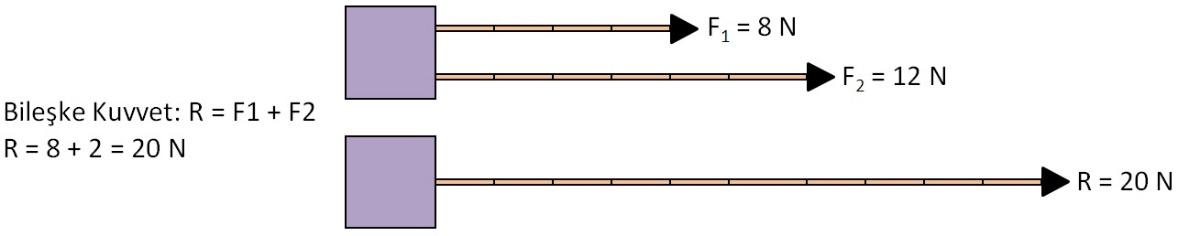 F₁ = 8 N
F₂ = 12 N
Bileşke Kuvvet: R = F1 + F2
R = 8 + 2 = 20 N
R = 20 N